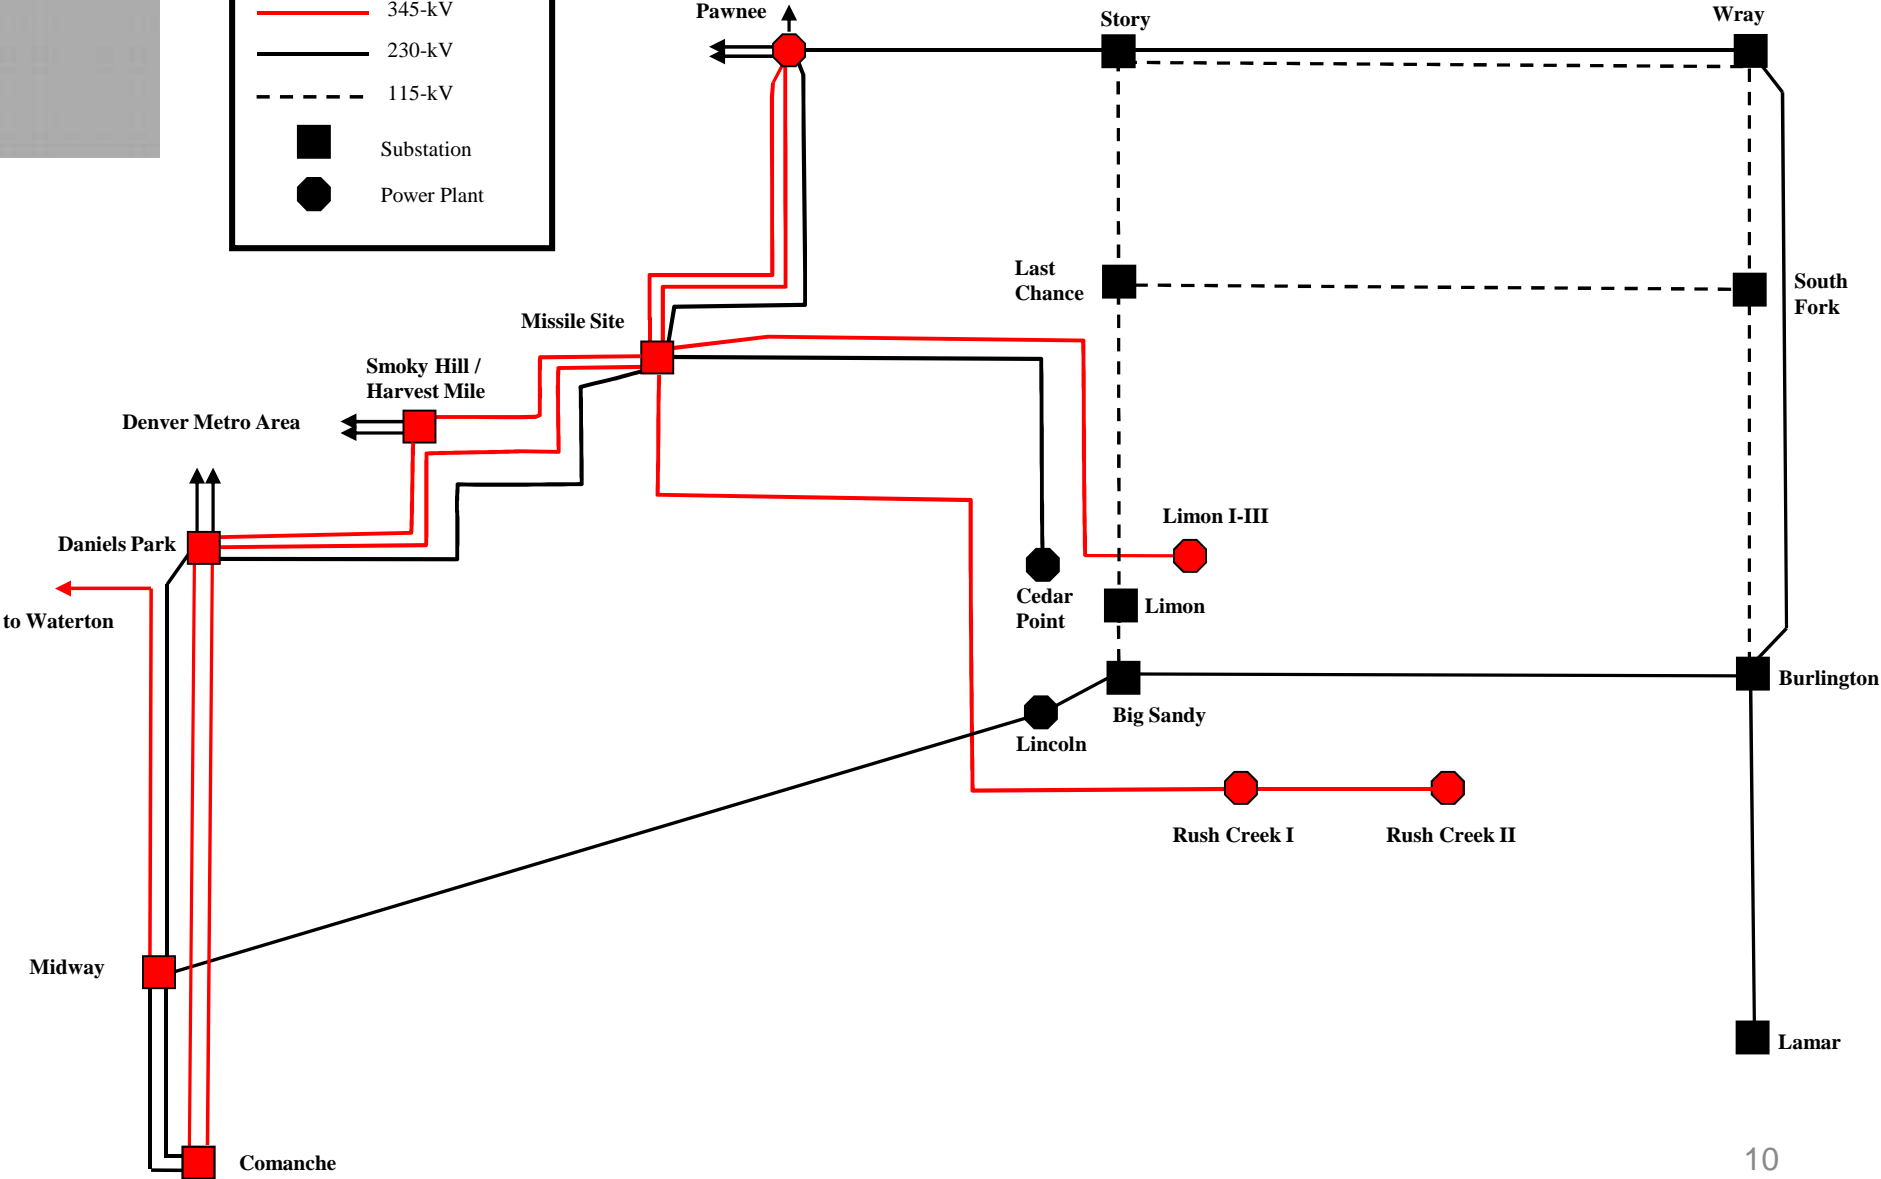 345-kV
230-kV
115-kV
Substation
Power Plant
Pawnee
Story
Wray
Last
Chance
South
Fork
Missile Site
Smoky Hill /
Harvest Mile
Denver Metro Area
Daniels Park
to Waterton
Limon I-III
Cedar
Point
Limon
Burlington
Big Sandy
Lincoln
Rush Creek I
Rush Creek II
Midway
Lamar
Comanche
10